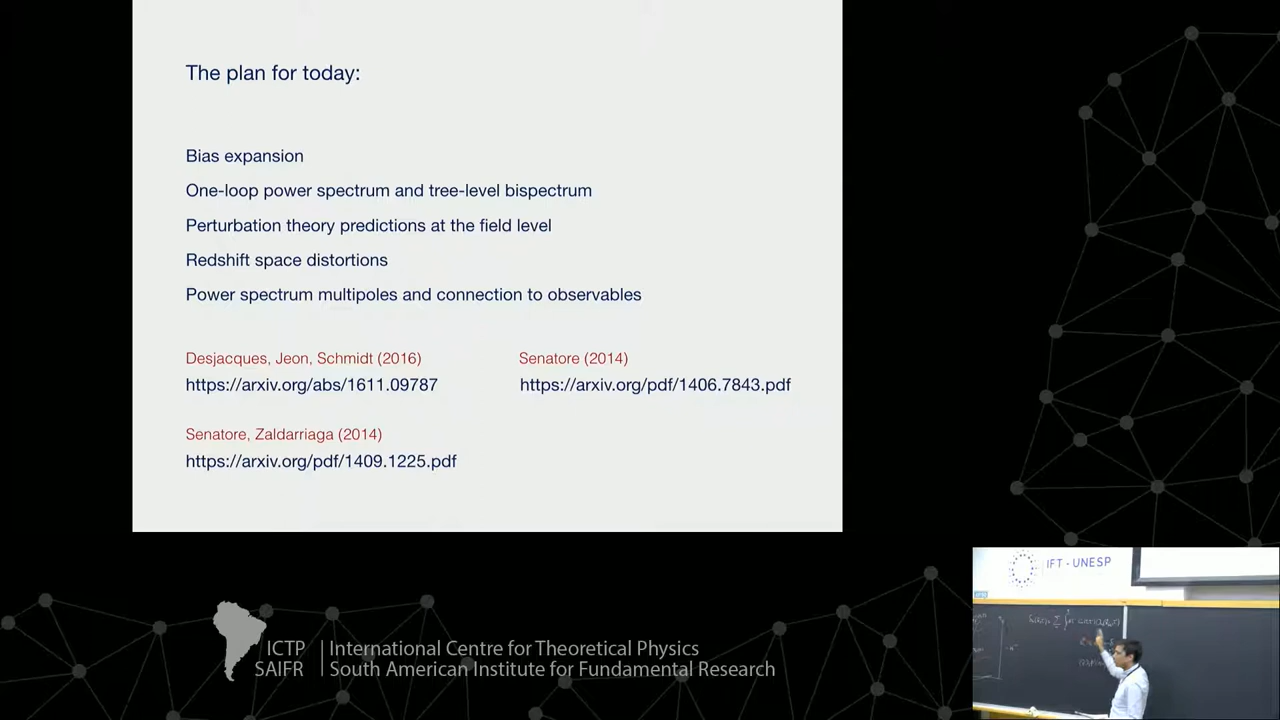 The plan for today:
Bias expansion
One-loop power spectrum and tree-level bispectrum
Perturbation theory predictions at the field level
Redshift space distortions
Power spectrum multipoles and connection to observables
Desjacques, Jeon, Schmidt (2016)
https://arxiv.org/abs/1611.09787
Senatore (2014)
https://arxiv.org/pdf/1406.7843.pdf
Senatore, Zaldarriaga (2014)
https://arxiv.org/pdf/1409.1225.pdf
IFT - UNESP
ICTP
SAIFR
International Centre for Theoretical Physics
South American Institute for Fundamental Research